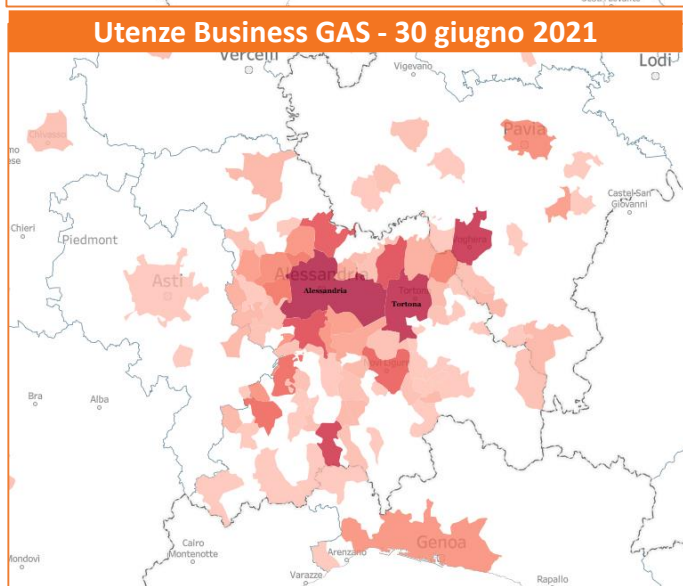 Utenze Business GAS - 30 giugno 2021
Vercelli
Vigevano
Lodi
Chivasso
Pavia
Castel San
Giovanni
Chieri
Piedmont
Voghera
Asti
Alessandria
Alessandria
Tortona
Tortona
Bra
Alba
Cairo
Montenotte
Genoa
Mondovì
Arenzano
Varazze
Rapallo